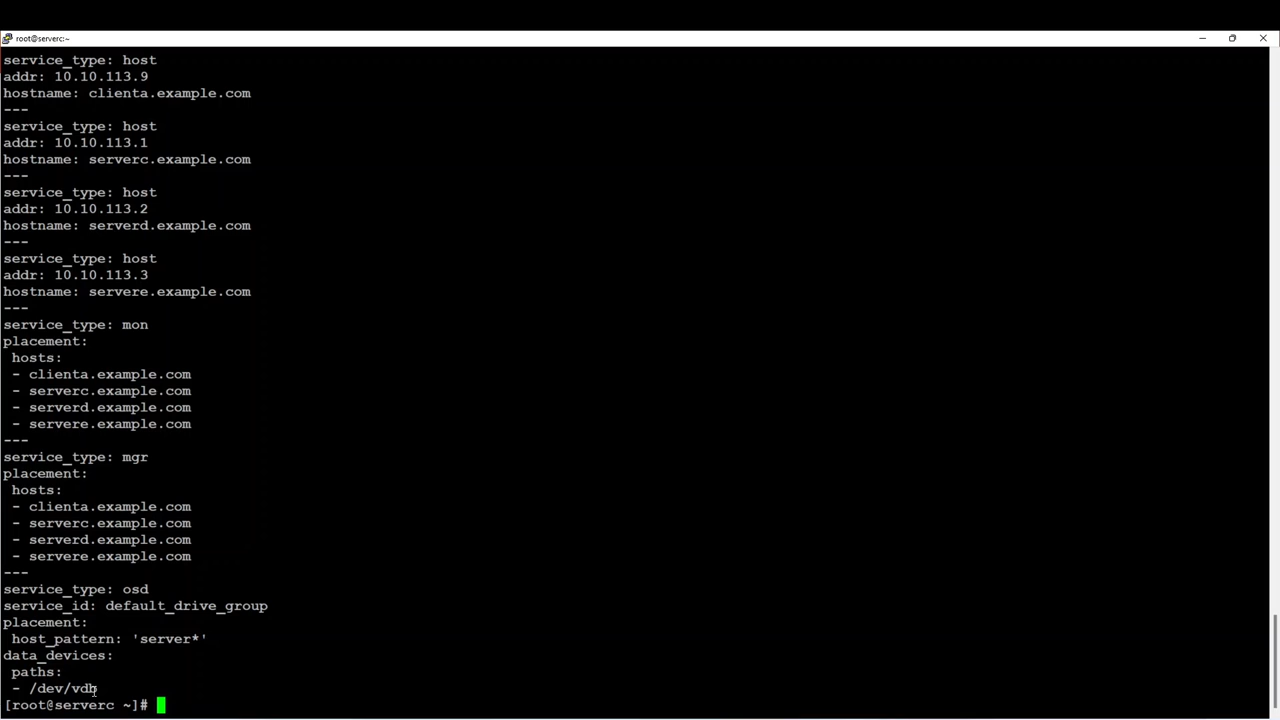 root@serverc:~
service_type: host
addr: 10.10.113.9
hostname: clienta.example.com
---
service_type: host
addr: 10.10.113.1
hostname: serverc.example.com
---
service_type: host
addr: 10.10.113.2
hostname: serverd.example.com
---
service_type: host
addr: 10.10.113.3
hostname: servere.example.com
---
service_type: mon
placement:
 hosts:
 - clienta.example.com
 - serverc.example.com
 - serverd.example.com
 - servere.example.com
---
service_type: mgr
placement:
 hosts:
 - clienta.example.com
 - serverc.example.com
 - serverd.example.com
 - servere.example.com
---
service_type: osd
service_id: default_drive_group
placement:
 host_pattern: 'server*'
data_devices:
 paths:
 - /dev/vdb
[root@serverc ~]#